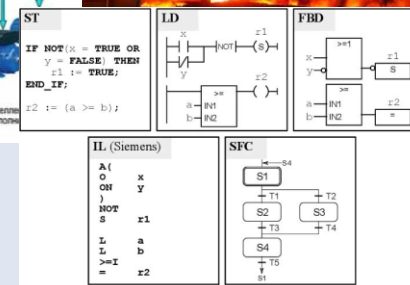 ST
IF NOT(x = TRUE OR
y = FALSE) THEN
r1 := TRUE;
END_IF;
r2 := (a >= b);
LD
x
r1
NOT
(S)
y
r2
>=
( )
a
IN1
b
IN2
FBD
>=1
x
r1
y
S
>=
a
IN1
r2
b
IN2
=
IL (Siemens)
A(
O x
ON y
)
NOT
S r1
L a
L b
>=I
= r2
SFC
S4
S1
T1
T2
S2
S3
T3
T4
S4
T5
S1